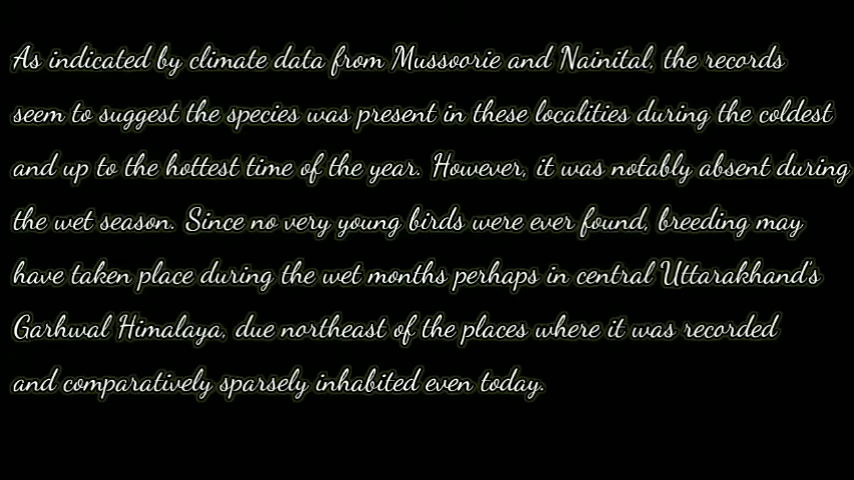 As indicated by climate data from Mussoorie and Nainital, the records
seem to suggest the species was present in these localities during the coldest
and up to the hottest time of the year. However, it was notably absent during
the wet season. Since no very young birds were ever found, breeding may
have taken place during the wet months perhaps in central Uttarakhand's
Garhwal Himalaya, due northeast of the places where it was recorded
and comparatively sparsely inhabited even today.